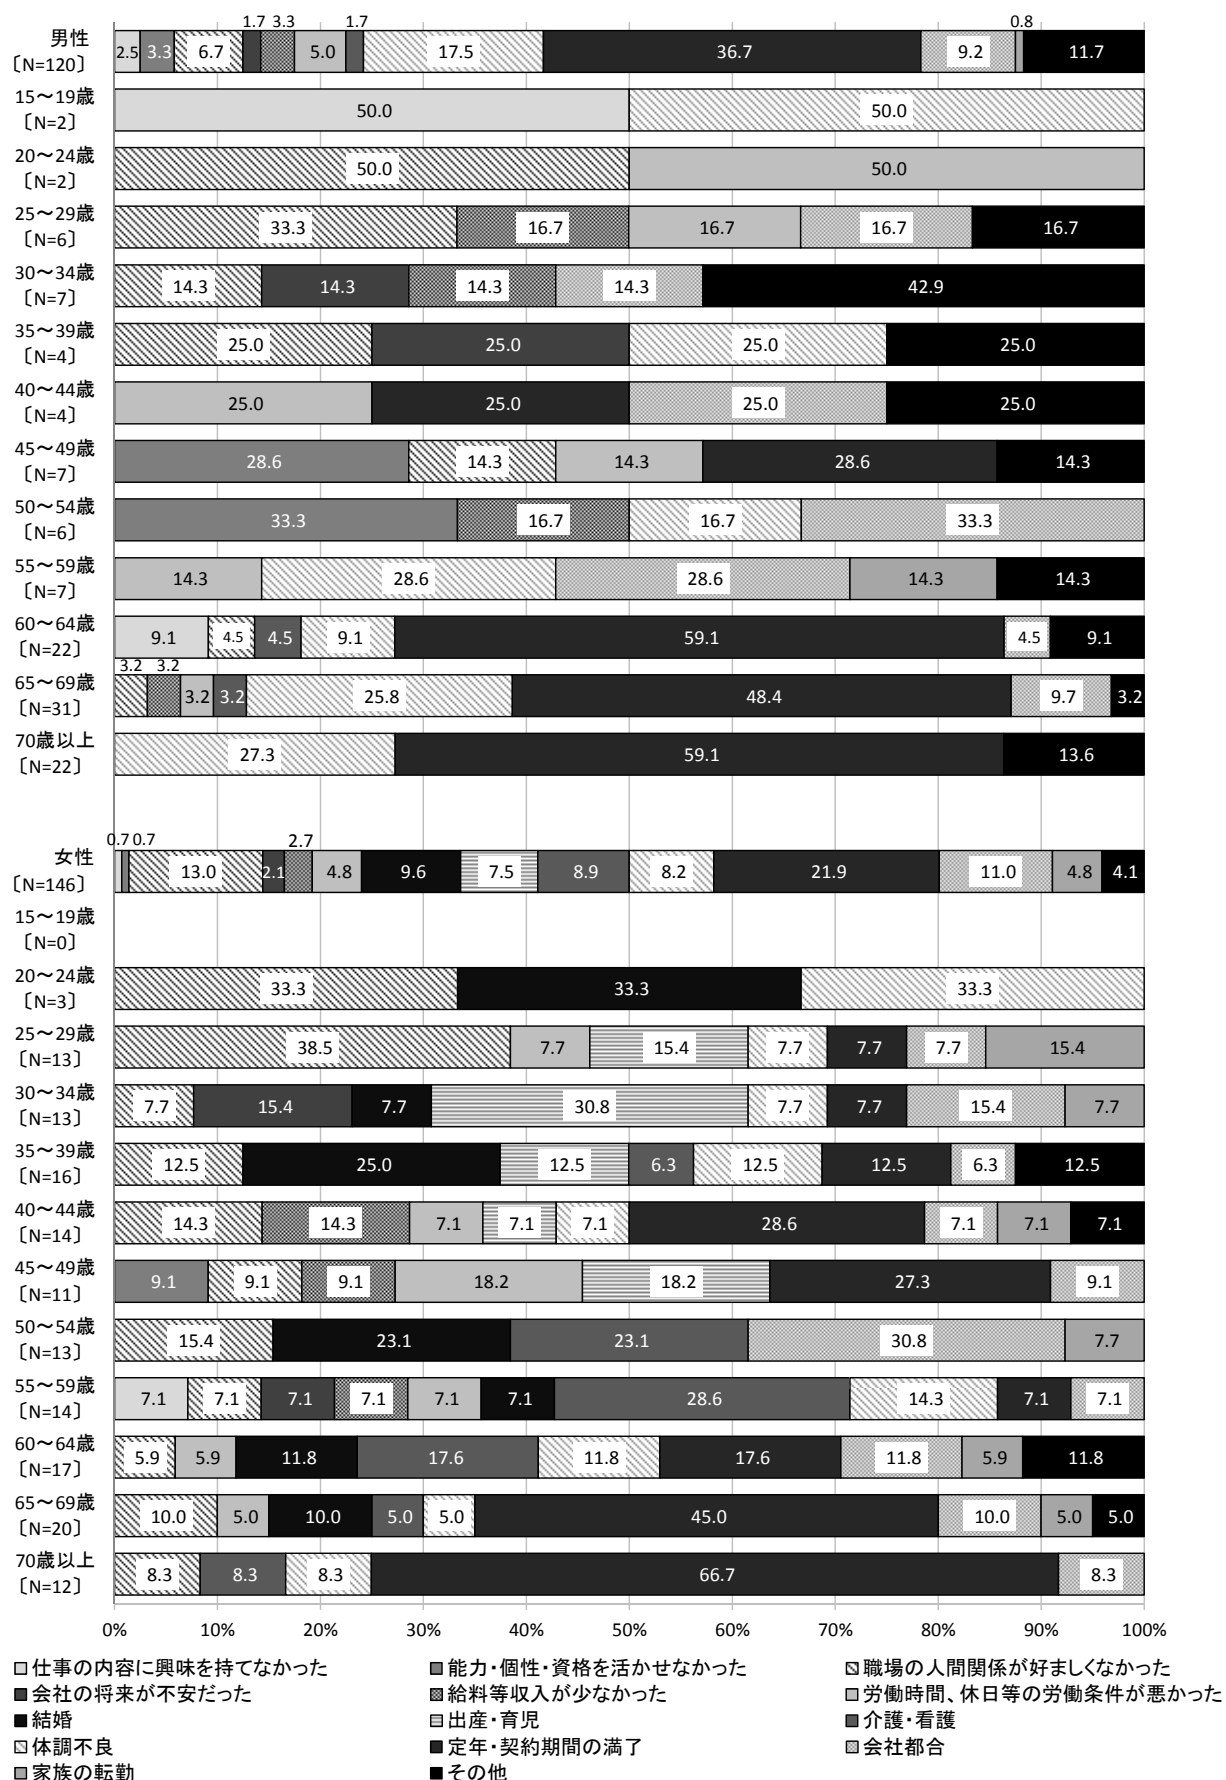 1.7 3.3 1.7 0.8
男性
〔N=120〕
2.5 3.3 6.7 5.0 17.5 36.7 9.2 11.7
15～19歳
〔N=2〕
50.0 50.0
20～24歳
〔N=2〕
50.0 50.0
25～29歳
〔N=6〕
33.3 16.7 16.7 16.7 16.7
30～34歳
〔N=7〕
14.3 14.3 14.3 14.3 42.9
35～39歳
〔N=4〕
25.0 25.0 25.0 25.0
40～44歳
〔N=4〕
25.0 25.0 25.0 25.0
45～49歳
〔N=7〕
28.6 14.3 14.3 28.6 14.3
50～54歳
〔N=6〕
33.3 16.7 16.7 33.3
55～59歳
〔N=7〕
14.3 28.6 28.6 14.3 14.3
60～64歳
〔N=22〕
9.1 4.5 4.5 9.1 59.1 4.5 9.1
3.2 3.2
65～69歳
〔N=31〕
3.2 3.2 25.8 48.4 9.7 3.2
70歳以上
〔N=22〕
27.3 59.1 13.6
0.7 0.7 2.7
女性
〔N=146〕
13.0 2.1 4.8 9.6 7.5 8.9 8.2 21.9 11.0 4.8 4.1
15～19歳
〔N=0〕
20～24歳
〔N=3〕
33.3 33.3 33.3
25～29歳
〔N=13〕
38.5 7.7 15.4 7.7 7.7 7.7 15.4
30～34歳
〔N=13〕
7.7 15.4 7.7 30.8 7.7 7.7 15.4 7.7
35～39歳
〔N=16〕
12.5 25.0 12.5 6.3 12.5 12.5 6.3 12.5
40～44歳
〔N=14〕
14.3 14.3 7.1 7.1 7.1 28.6 7.1 7.1 7.1
45～49歳
〔N=11〕
9.1 9.1 9.1 18.2 18.2 27.3 9.1
50～54歳
〔N=13〕
15.4 23.1 23.1 30.8 7.7
55～59歳
〔N=14〕
7.1 7.1 7.1 7.1 7.1 7.1 28.6 14.3 7.1 7.1
60～64歳
〔N=17〕
5.9 5.9 11.8 17.6 11.8 17.6 11.8 5.9 11.8
65～69歳
〔N=20〕
10.0 5.0 10.0 5.0 5.0 45.0 10.0 5.0 5.0
70歳以上
〔N=12〕
8.3 8.3 8.3 66.7 8.3
0% 10% 20% 30% 40% 50% 60% 70% 80% 90% 100%
仕事の内容に興味を持てなかった 能力・個性・資格を活かせなかった 職場の人間関係が好ましくなかった
会社の将来が不安だった 給料等収入が少なかった 労働時間、休日等の労働条件が悪かった
結婚 出産・育児 介護・看護
体調不良 定年・契約期間の満了 会社都合
家族の転勤 その他